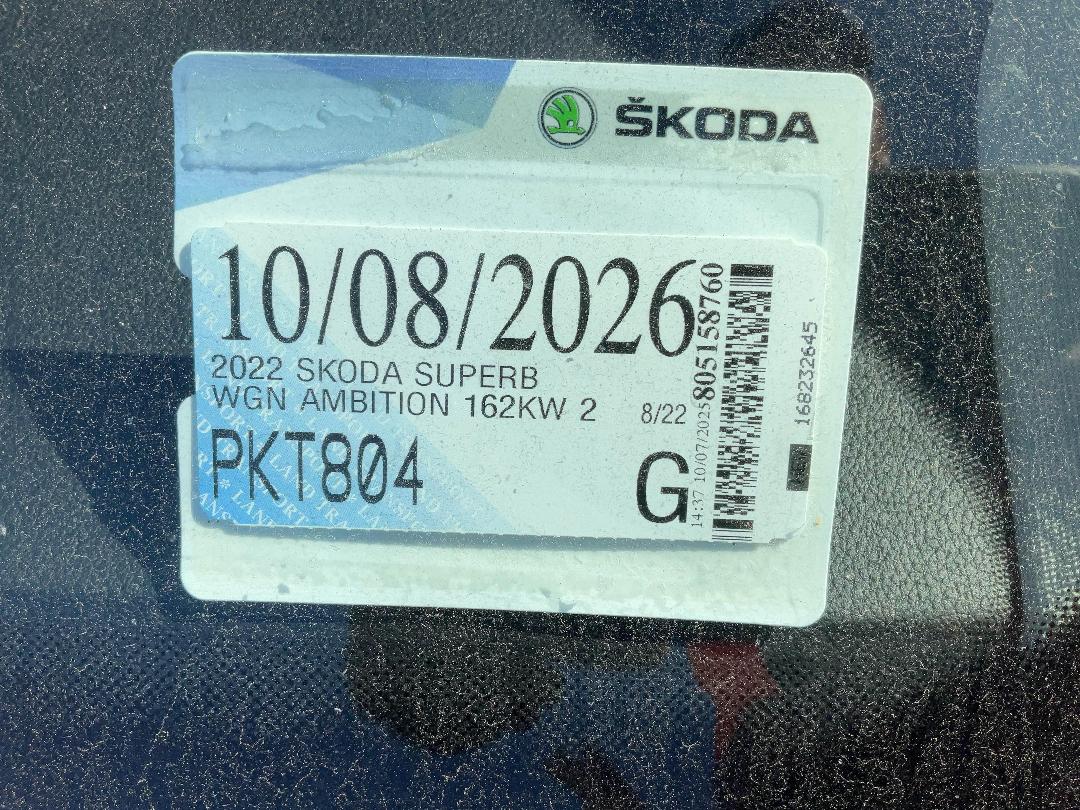 ŠKODA
10/08/2026
2022 SKODA SUPERB
WGN AMBITION 162KW 2
8/22
PKT804
G
14:37 10/07/2025
805158760
168232645